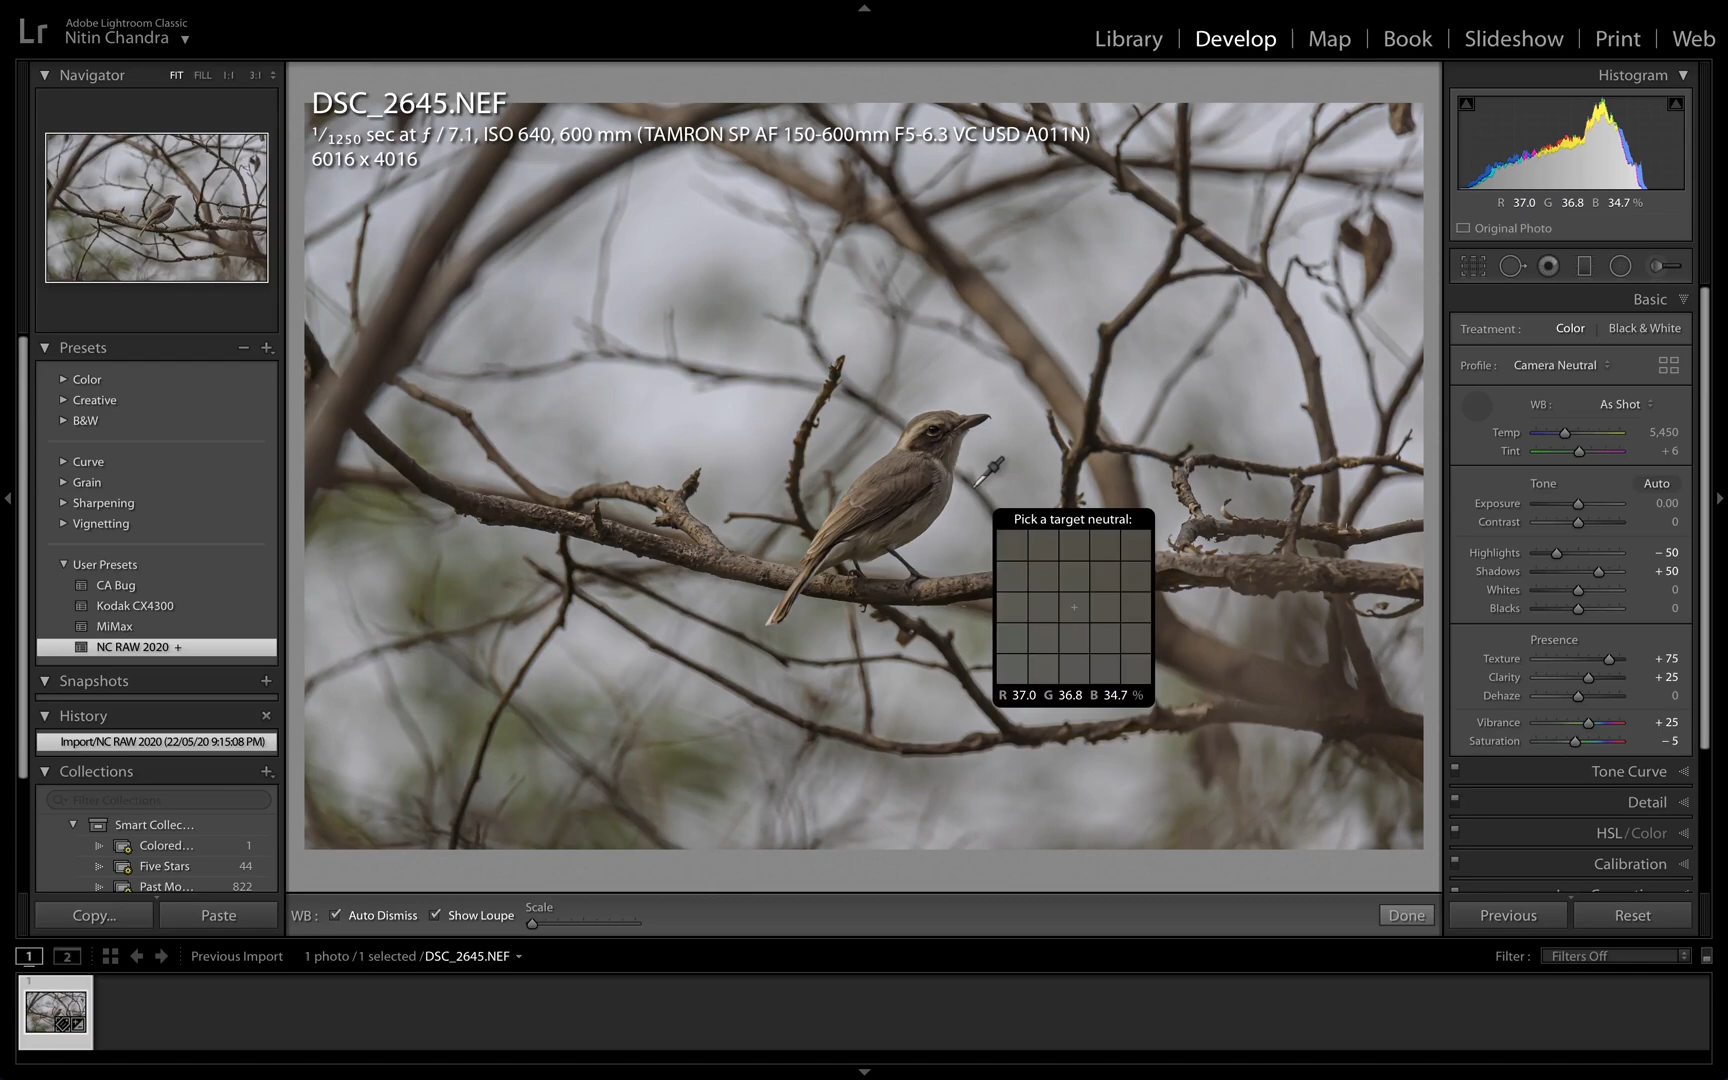 Lr
Adobe Lightroom Classic
Nitin Chandra
Library | Develop | Map | Book | Slideshow | Print | Web
Navigator FIT FILL 1:1 3:1
DSC_2645.NEF
1/1250 sec at ƒ / 7.1, ISO 640, 600 mm (TAMRON SP AF 150-600mm F5-6.3 VC USD A011N)
6016 x 4016
Presets
Color
Creative
B&W
Curve
Grain
Sharpening
Vignetting
User Presets
CA Bug
Kodak CX4300
MiMax
NC RAW 2020 +
Snapshots
History
Import/NC RAW 2020 (22/05/20 9:15:08 PM)
Collections
Filter Collections
Smart Collec...
Colored... 1
Five Stars 44
Past Mo... 822
Copy...
Paste
Pick a target neutral:
R 37.0 G 36.8 B 34.7 %
WB : Auto Dismiss Show Loupe Scale
Done
Histogram
R 37.0 G 36.8 B 34.7 %
Original Photo
Basic
Treatment : Color | Black & White
Profile : Camera Neutral
WB : As Shot
Temp 5,450
Tint + 6
Tone Auto
Exposure 0.00
Contrast 0
Highlights – 50
Shadows + 50
Whites 0
Blacks 0
Presence
Texture + 75
Clarity + 25
Dehaze 0
Vibrance + 25
Saturation – 5
Tone Curve
Detail
HSL / Color
Calibration
Previous
Reset
1 2 Previous Import 1 photo / 1 selected / DSC_2645.NEF
Filter : Filters Off
1